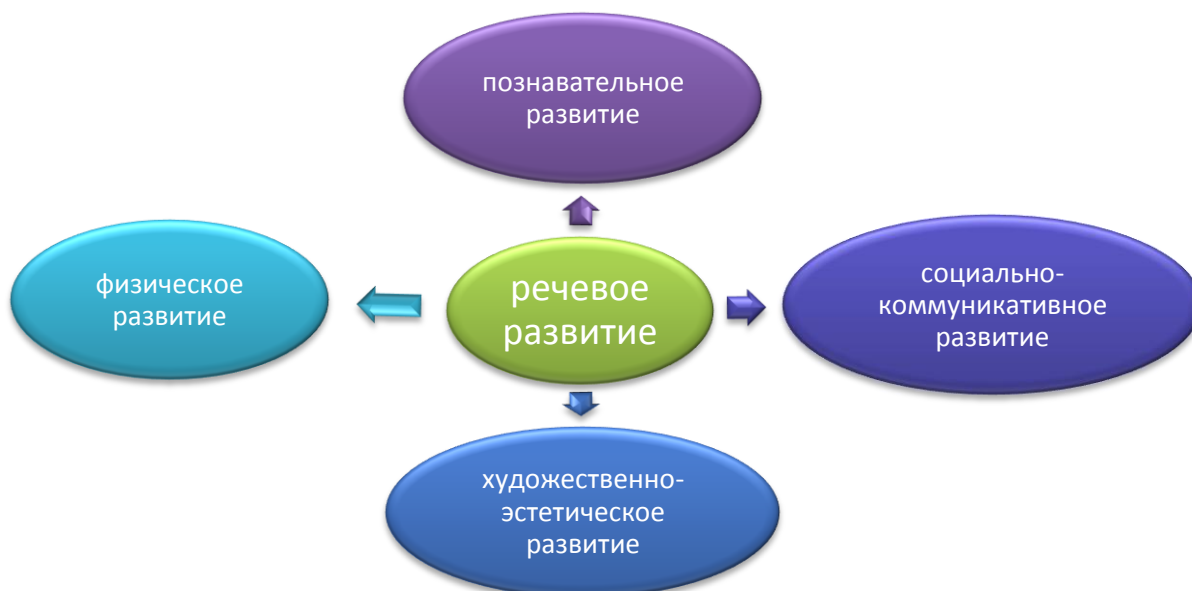 познавательное
развитие
физическое
развитие
речевое
развитие
социально-
коммуникативное
развитие
художественно-
эстетическое
развитие